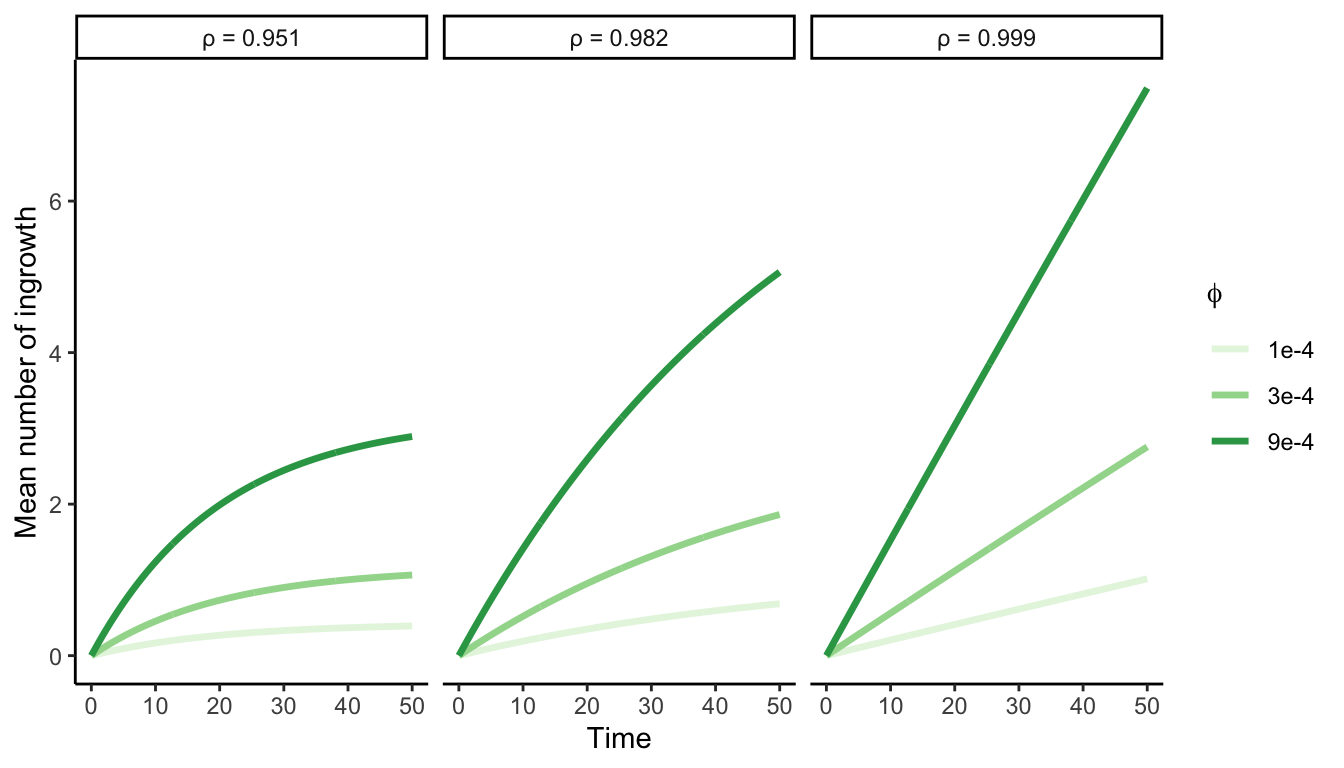 ρ = 0.951 ρ = 0.982 ρ = 0.999
Mean number of ingrowth
6
4
2
0
0 10 20 30 40 50 0 10 20 30 40 50 0 10 20 30 40 50
Time
ϕ
1e-4
3e-4
9e-4